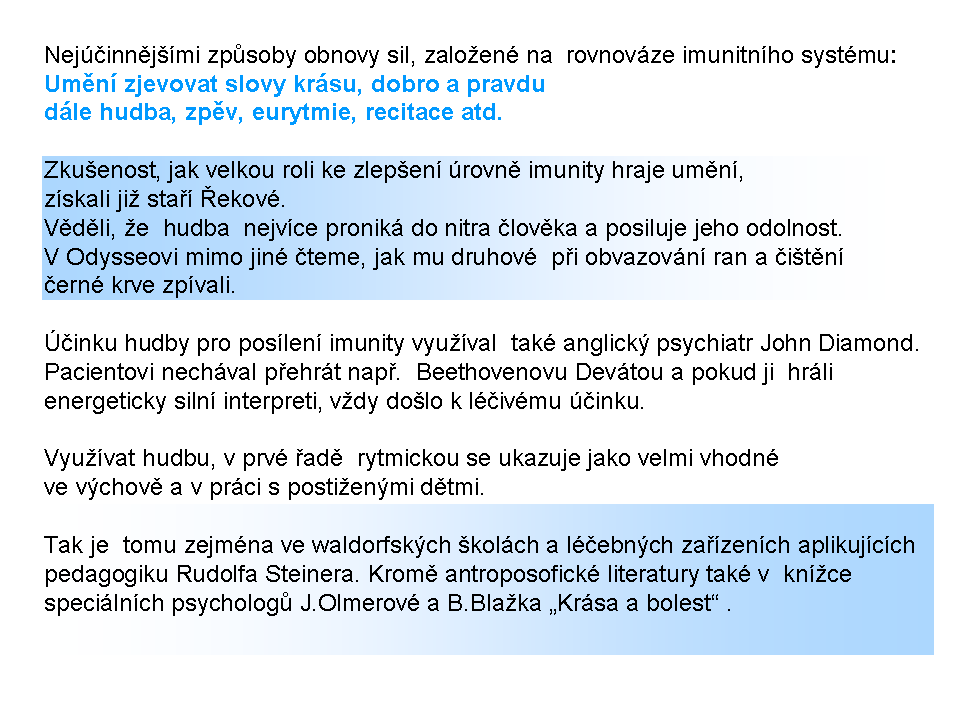 Nejúčinnějšími způsoby obnovy sil, založené na  rovnováze imunitního systému:
Umění zjevovat slovy krásu, dobro a pravdu
dále hudba, zpěv, eurytmie, recitace atd.
Zkušenost, jak velkou roli ke zlepšení úrovně imunity hraje umění,
získali již staří Řekové.
Věděli, že  hudba  nejvíce proniká do nitra člověka a posiluje jeho odolnost.
V Odysseovi mimo jiné čteme, jak mu druhové  při obvazování ran a čištění
černé krve zpívali.
Účinku hudby pro posílení imunity využíval  také anglický psychiatr John Diamond.
Pacientovi nechával přehrát např.  Beethovenovu Devátou a pokud ji  hráli
energeticky silní interpreti, vždy došlo k léčivému účinku.
Využívat hudbu, v prvé řadě  rytmickou se ukazuje jako velmi vhodné
ve výchově a v práci s postiženými dětmi.
Tak je  tomu zejména ve waldorfských školách a léčebných zařízeních aplikujících
pedagogiku Rudolfa Steinera. Kromě antroposofické literatury také v  knížce
speciálních psychologů J.Olmerové a B.Blažka „Krása a bolest“ .